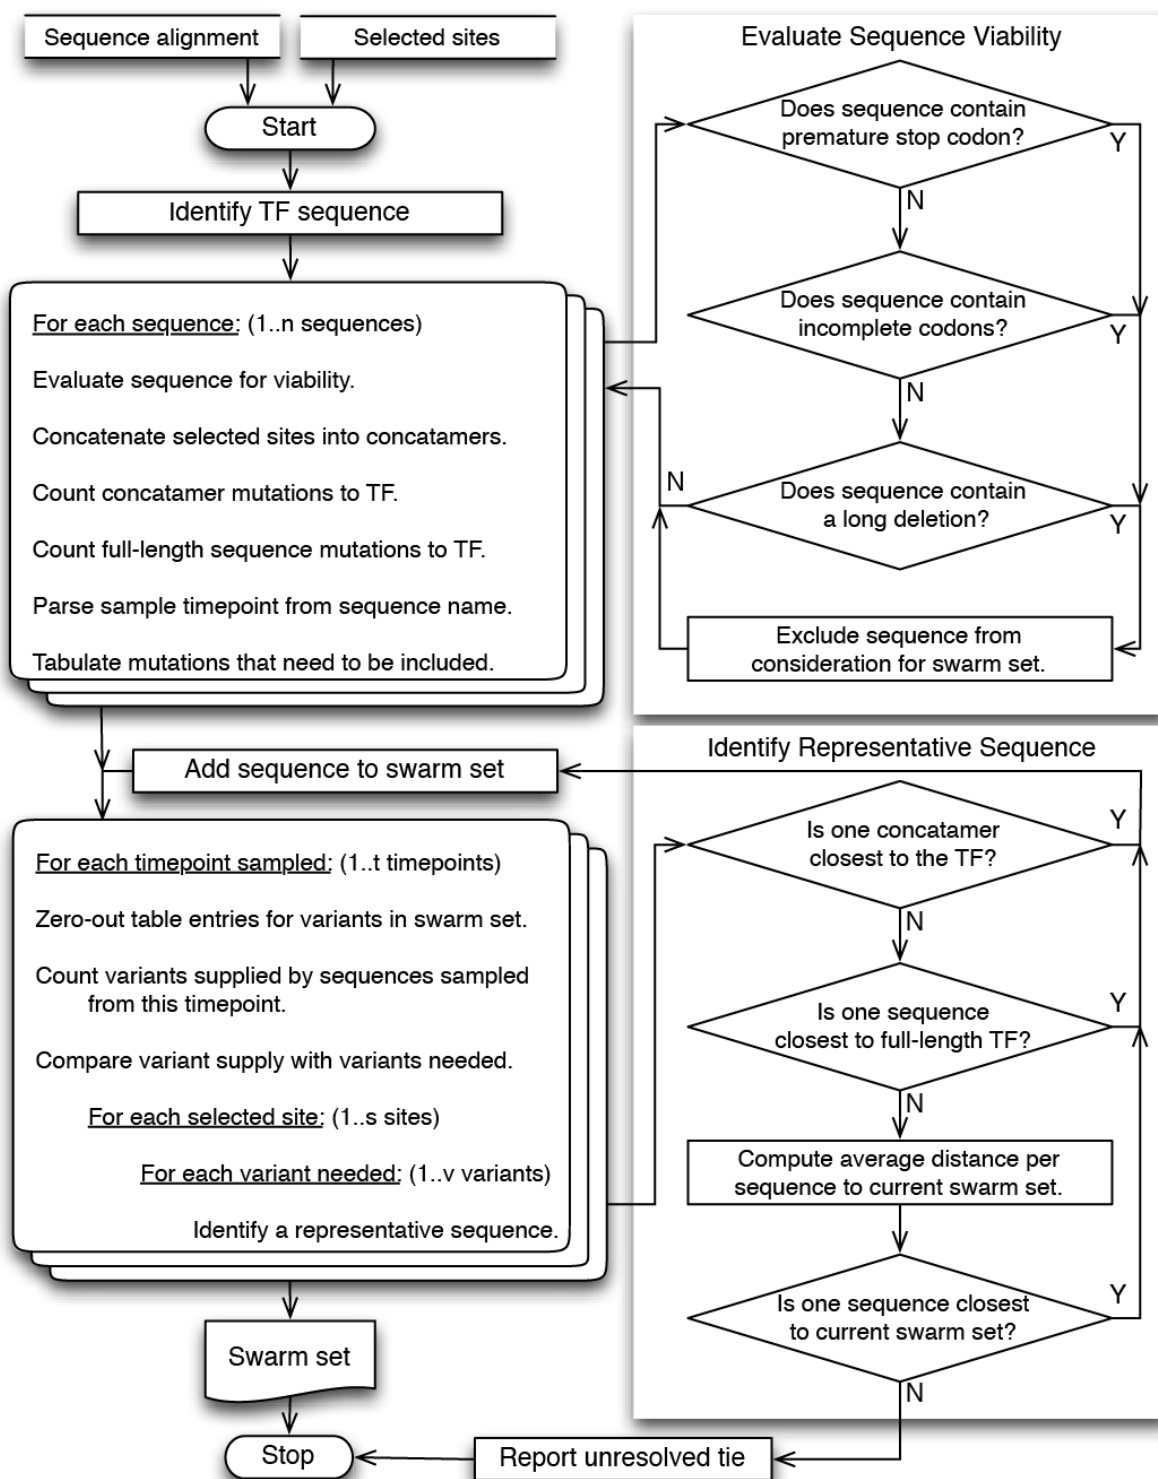 Sequence alignment
Selected sites
Start
Identify TF sequence
For each sequence: (1..n sequences)
Evaluate sequence for viability.
Concatenate selected sites into concatamers.
Count concatamer mutations to TF.
Count full-length sequence mutations to TF.
Parse sample timepoint from sequence name.
Tabulate mutations that need to be included.
Evaluate Sequence Viability
Does sequence contain
premature stop codon?
Y
N
Does sequence contain
incomplete codons?
Y
N
Does sequence contain
a long deletion?
N
Y
Exclude sequence from
consideration for swarm set.
Add sequence to swarm set
For each timepoint sampled: (1..t timepoints)
Zero-out table entries for variants in swarm set.
Count variants supplied by sequences sampled
from this timepoint.
Compare variant supply with variants needed.
For each selected site: (1..s sites)
For each variant needed: (1..v variants)
Identify a representative sequence.
Identify Representative Sequence
Is one concatamer
closest to the TF?
Y
N
Is one sequence
closest to full-length TF?
Y
N
Compute average distance per
sequence to current swarm set.
Is one sequence closest
to current swarm set?
Y
N
Swarm set
Stop
Report unresolved tie